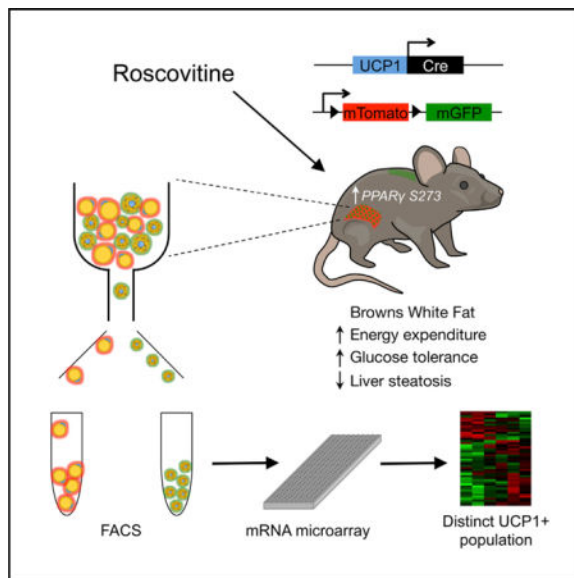 Roscovitine
UCP1 Cre
mTomato mGFP
↑ PPARγ S273
Browns White Fat
↑ Energy expenditure
↑ Glucose tolerance
↓ Liver steatosis
FACS
mRNA microarray
Distinct UCP1+
population